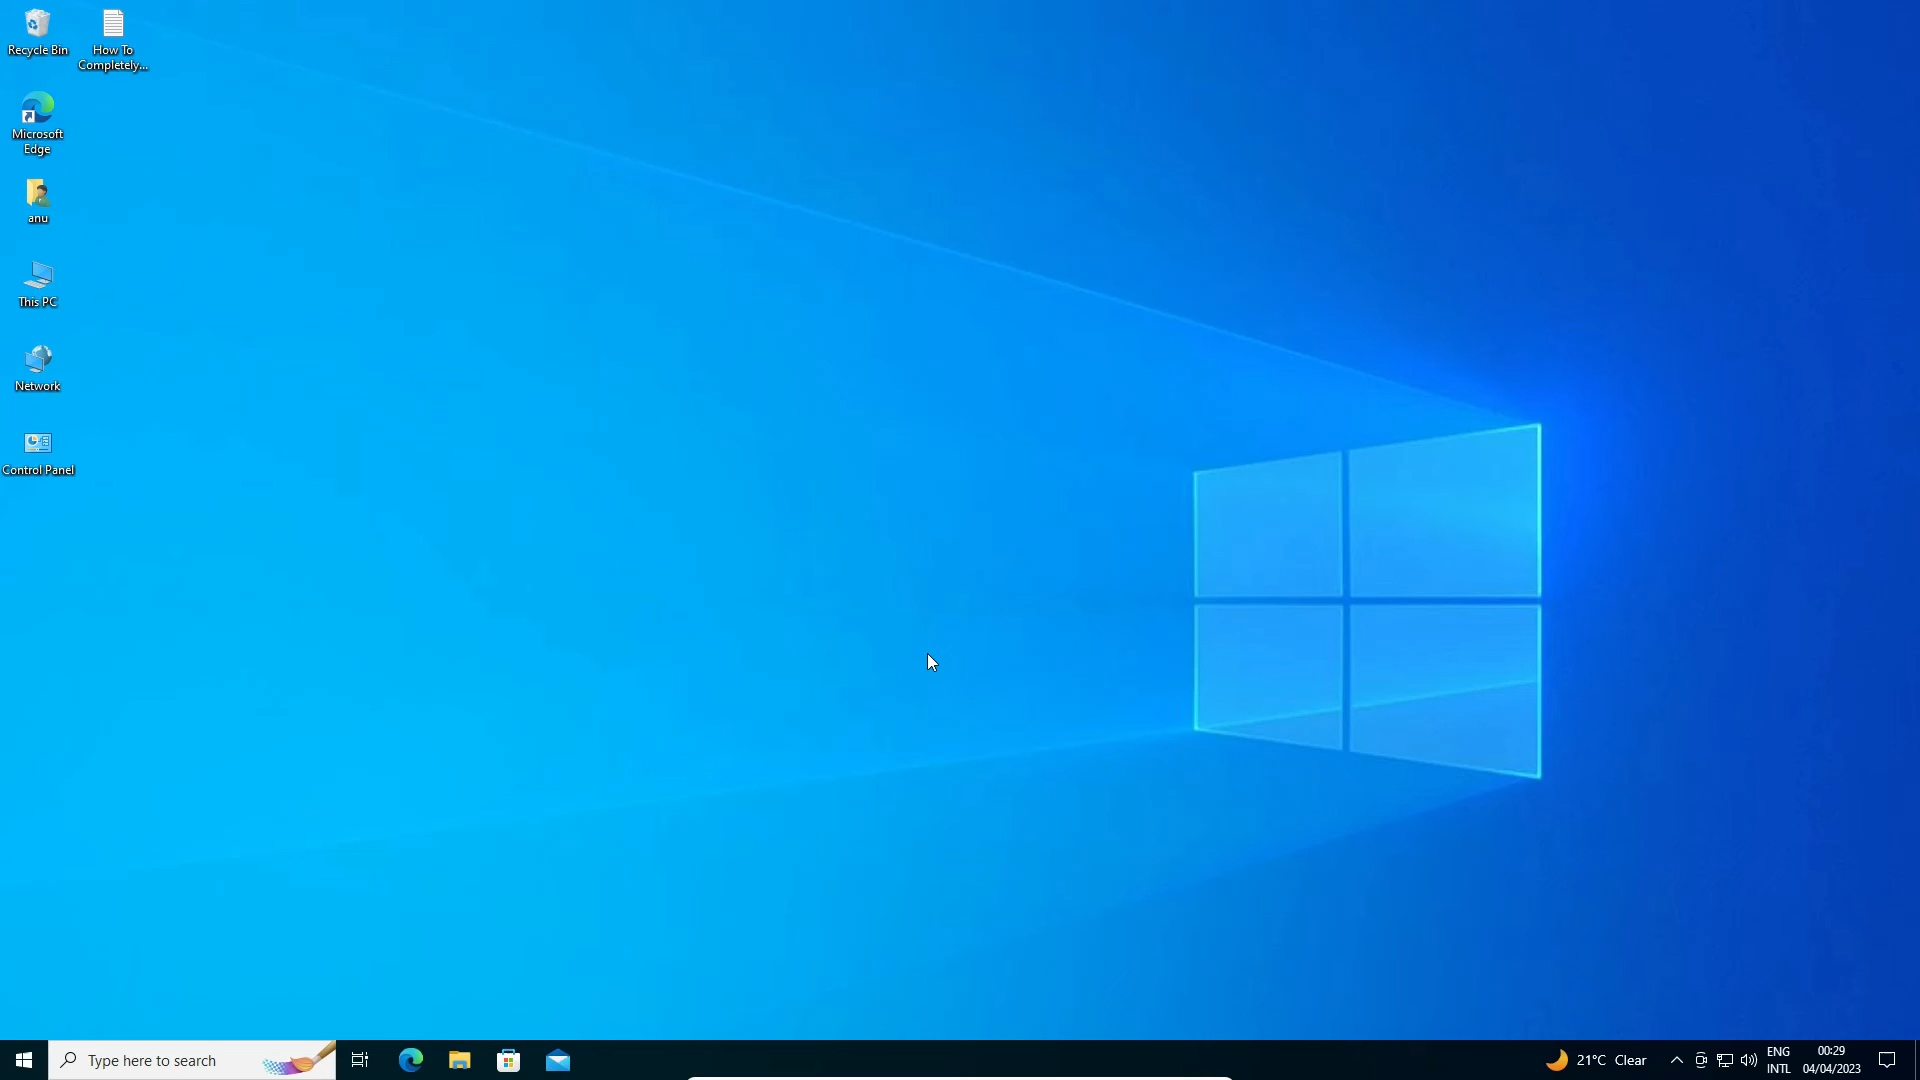 Recycle Bin
How To
Completely...
Microsoft
Edge
anu
This PC
Network
Control Panel
Type here to search
21°C Clear
ENG
INTL
00:29
04/04/2023